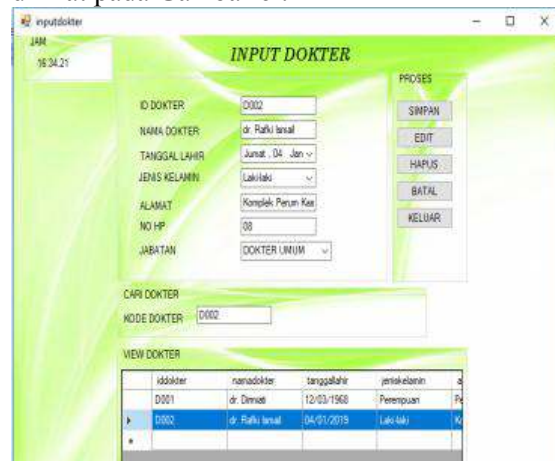 inputdokter
JAM
16.34.21
INPUT DOKTER
ID DOKTER D002
NAMA DOKTER dr. Rafki Ismail
TANGGAL LAHIR Jumat , 04 Jan
JENIS KELAMIN Laki-laki
ALAMAT Komplek Perum Kas
NO HP 08
JABATAN DOKTER UMUM
PROSES
SIMPAN
EDIT
HAPUS
BATAL
KELUAR
CARI DOKTER
KODE DOKTER D002
VIEW DOKTER
iddokter namadokter tanggallahir jeniskelamin a
D001 dr. 12/03/1968 Perempuan Pe
D002 dr. Rafki Ismail 04/01/2019 Laki-laki Ko